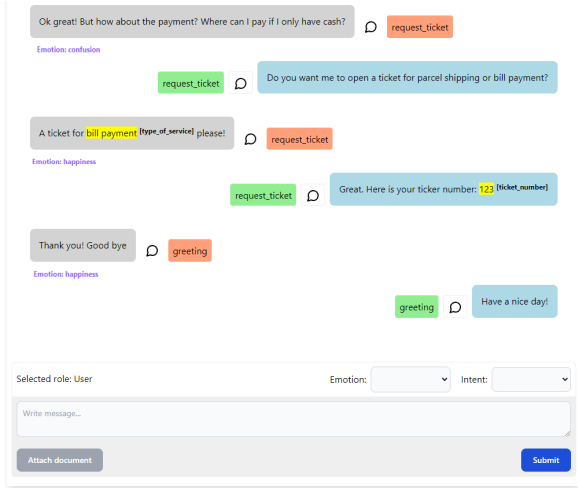 Ok great! But how about the payment? Where can I pay if I only have cash? request_ticket
Emotion: confusion
request_ticket Do you want me to open a ticket for parcel shipping or bill payment?
A ticket for bill payment [type_of_service] please! request_ticket
Emotion: happiness
request_ticket Great. Here is your ticker number: 123 [ticket_number]
Thank you! Good bye greeting
Emotion: happiness
greeting Have a nice day!
Selected role: User Emotion: Intent:
Write message...
Attach document Submit